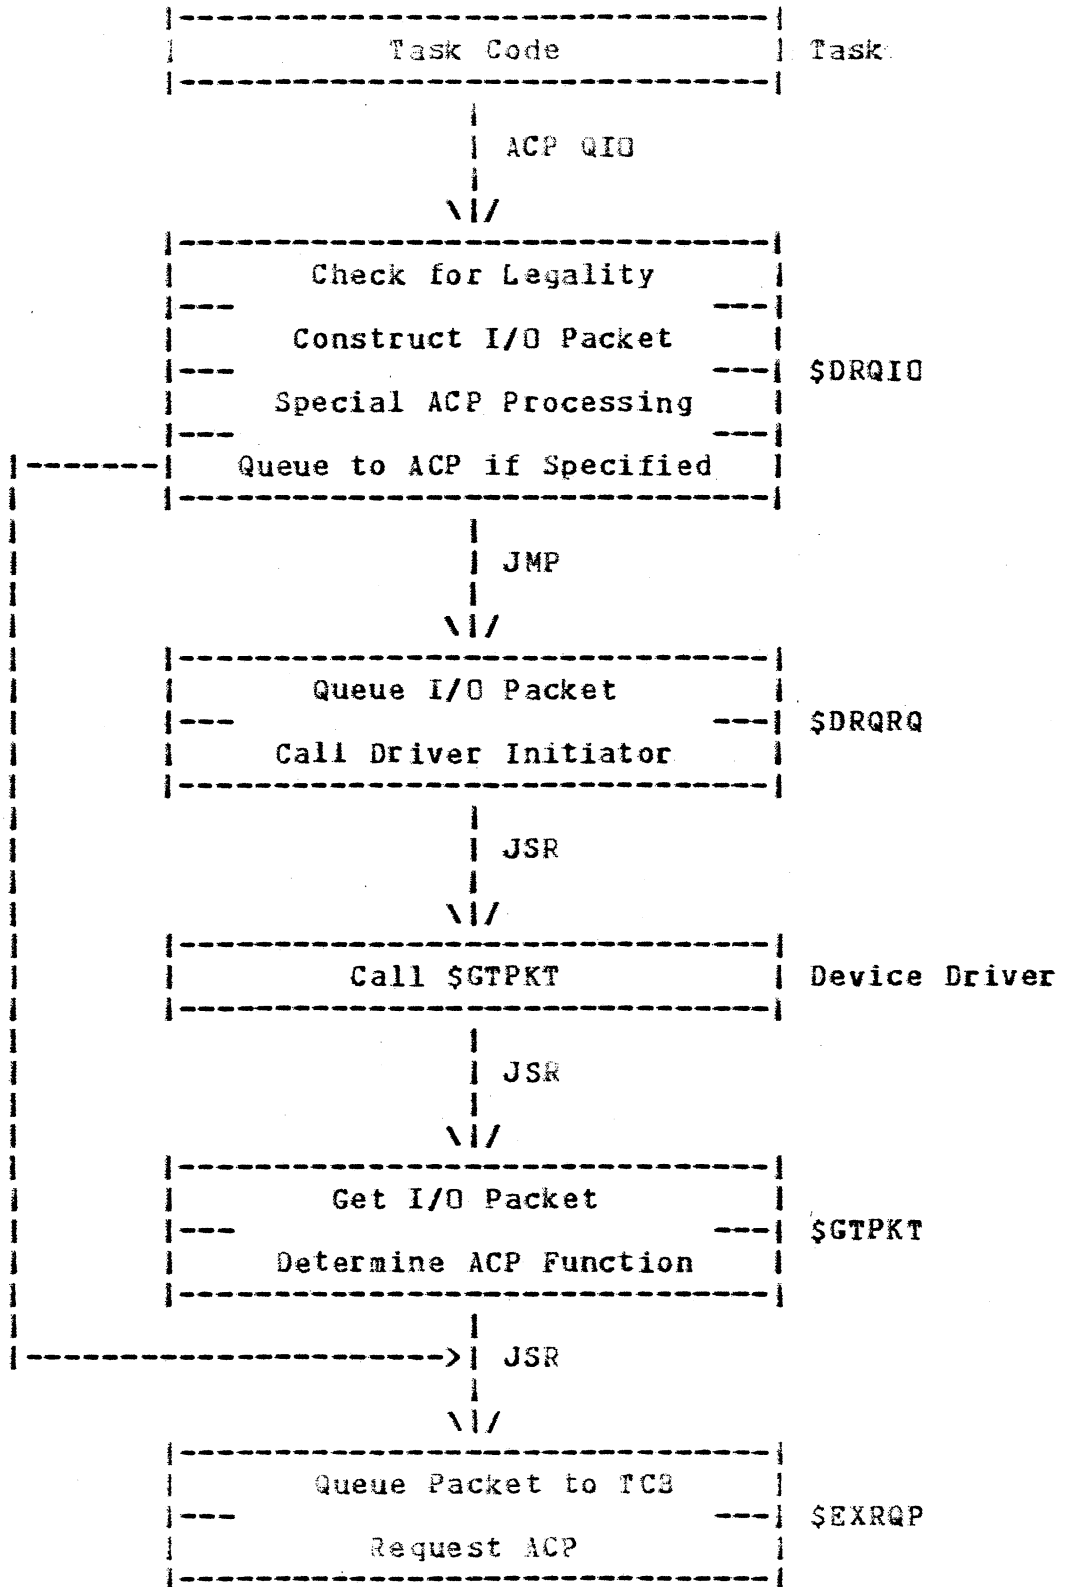 Task Code Task
ACP QIO
Check for Legality
Construct I/O Packet
$DRQIO
Special ACP Processing
Queue to ACP if Specified
JMP
Queue I/O Packet
$DRQRQ
Call Driver Initiator
JSR
Call $GTPKT Device Driver
JSR
Get I/O Packet
$GTPKT
Determine ACP Function
JSR
Queue Packet to TCB
$EXRQP
Request ACP